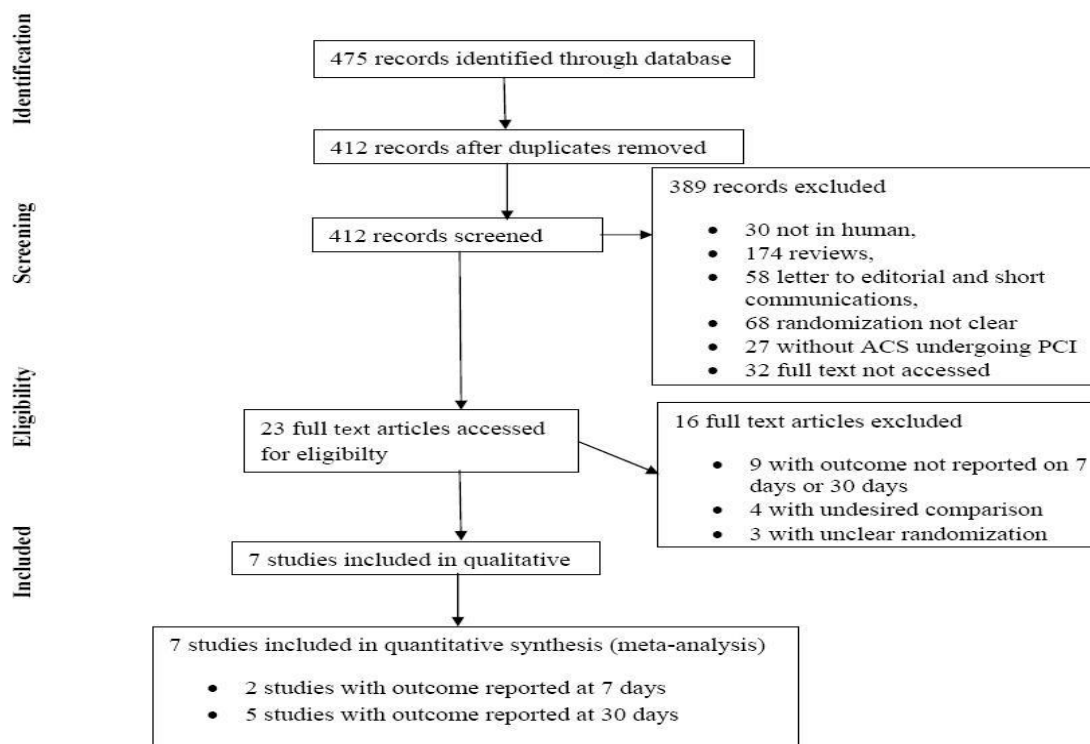 Identification
475 records identified through database
412 records after duplicates removed
Screening
412 records screened
389 records excluded
• 30 not in human,
• 174 reviews,
• 58 letter to editorial and short
communications,
• 68 randomization not clear
• 27 without ACS undergoing PCI
• 32 full text not accessed
Eligibility
23 full text articles accessed
for eligibilty
16 full text articles excluded
• 9 with outcome not reported on 7
days or 30 days
• 4 with undesired comparison
• 3 with unclear randomization
Included
7 studies included in qualitative
7 studies included in quantitative synthesis (meta-analysis)
• 2 studies with outcome reported at 7 days
• 5 studies with outcome reported at 30 days